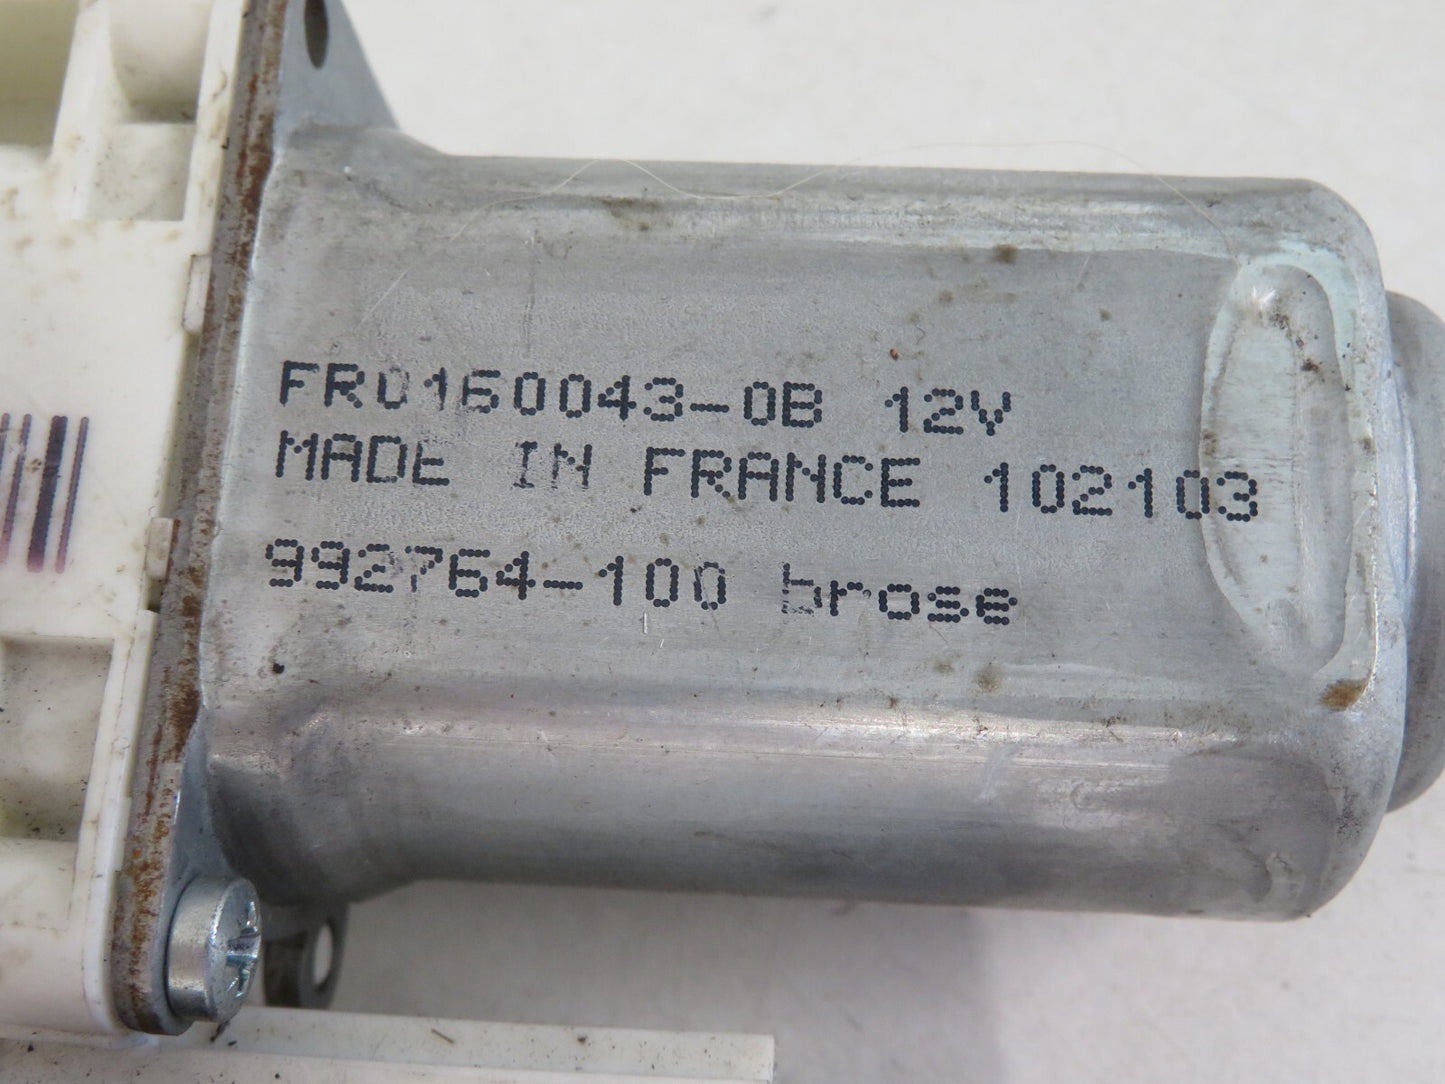 FR0160043-0B 12V
MADE IN FRANCE 102103
992764-100 brose